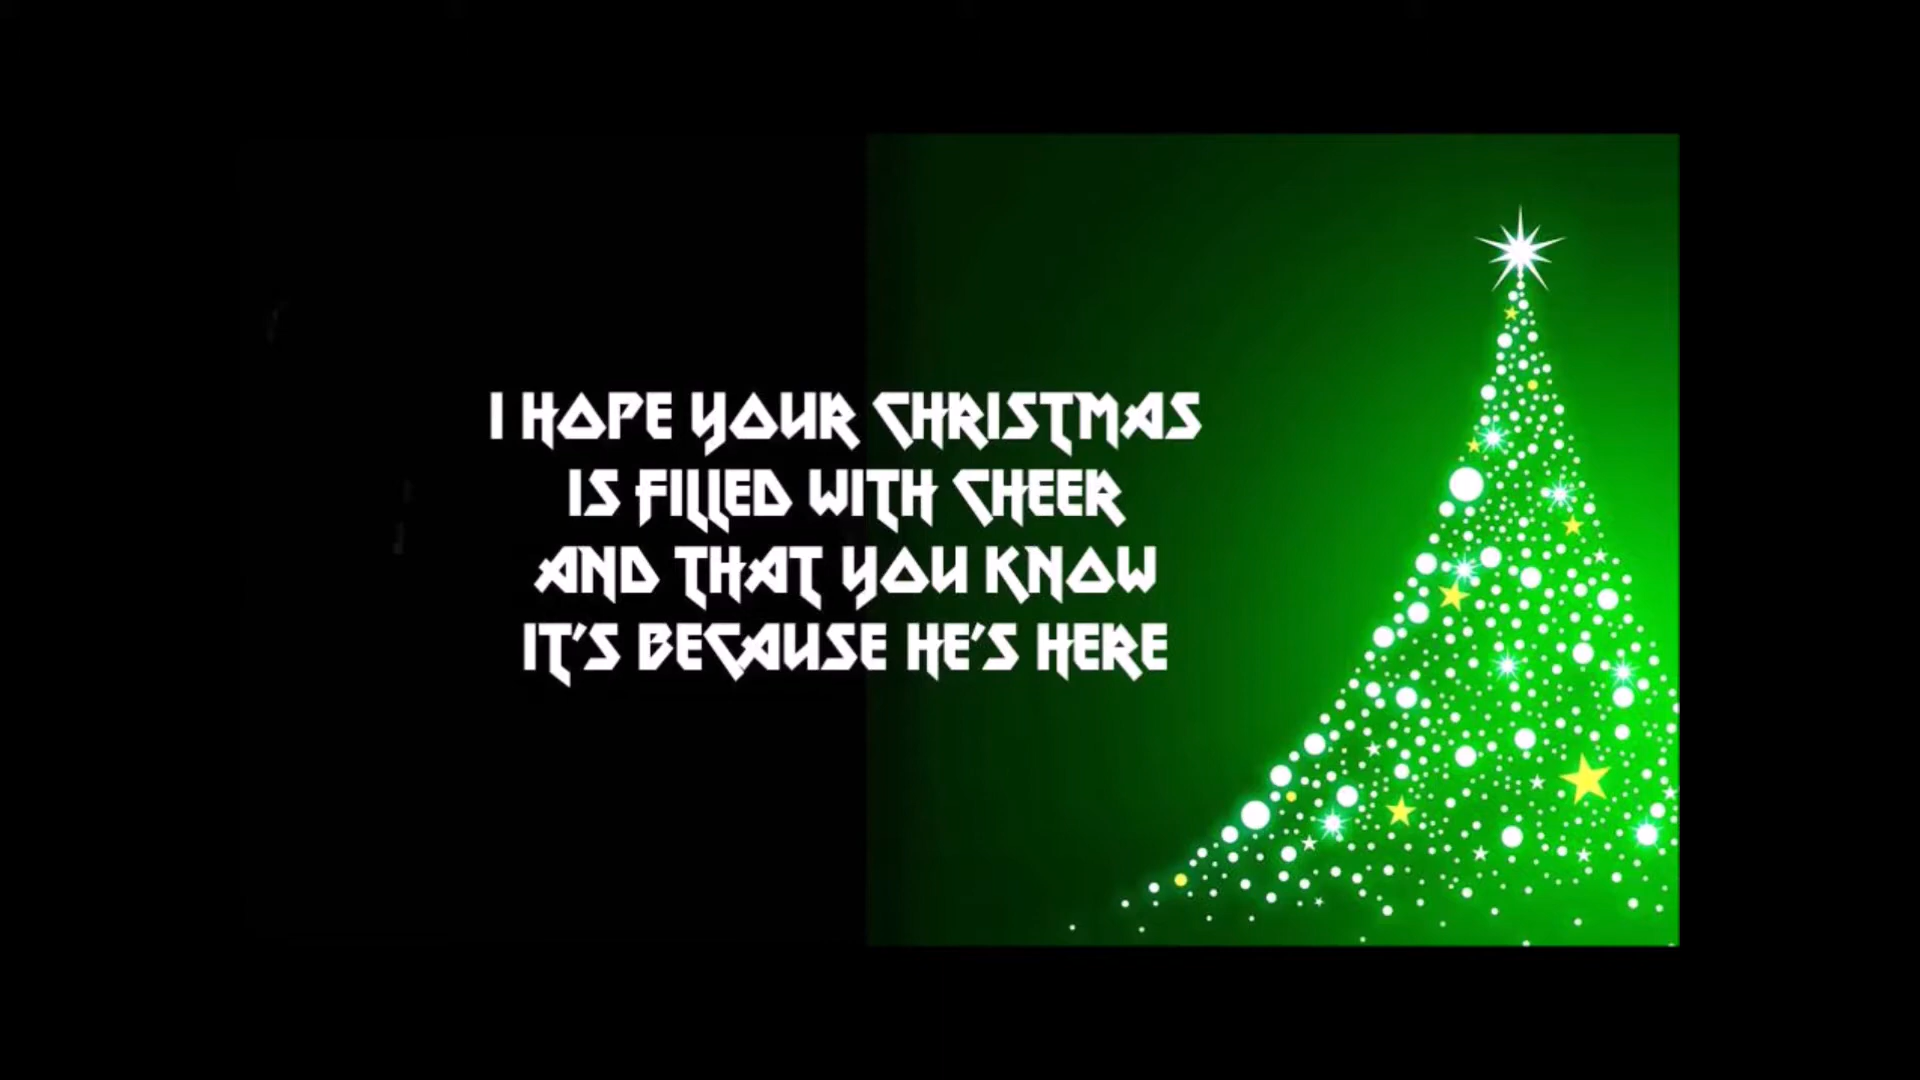 I HOPE YOUR CHRISTMAS
IS FILLED WITH CHEER
AND THAT YOU KNOW
IT'S BECAUSE HE'S HERE